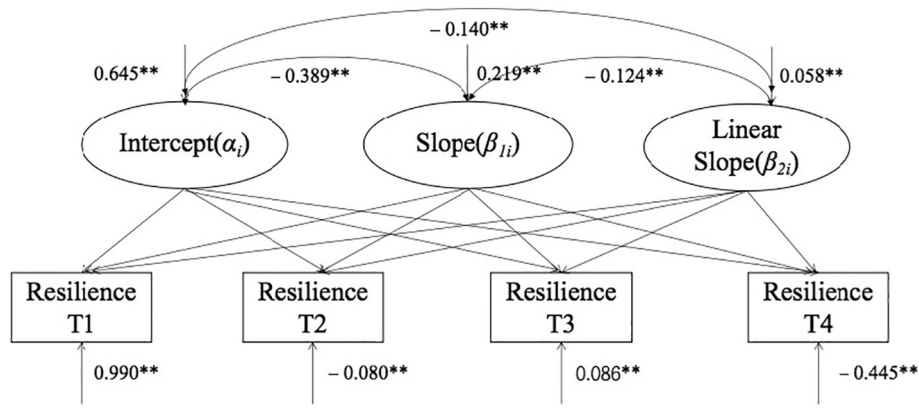 – 0.140**
0.645**
– 0.389**
0.219**
– 0.124**
0.058**
Intercept(αi)
Slope(β1i)
Linear
Slope(β2i)
Resilience
T1
Resilience
T2
Resilience
T3
Resilience
T4
0.990**
– 0.080**
0.086**
– 0.445**